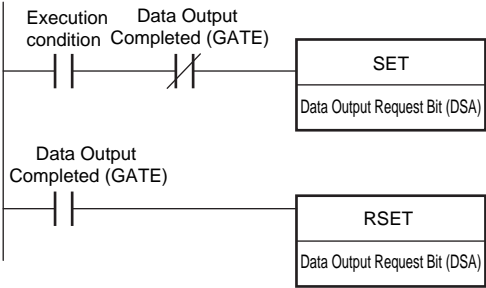 Execution
condition
Data Output
Completed (GATE)
SET
Data Output Request Bit (DSA)
Data Output
Completed (GATE)
RSET
Data Output Request Bit (DSA)